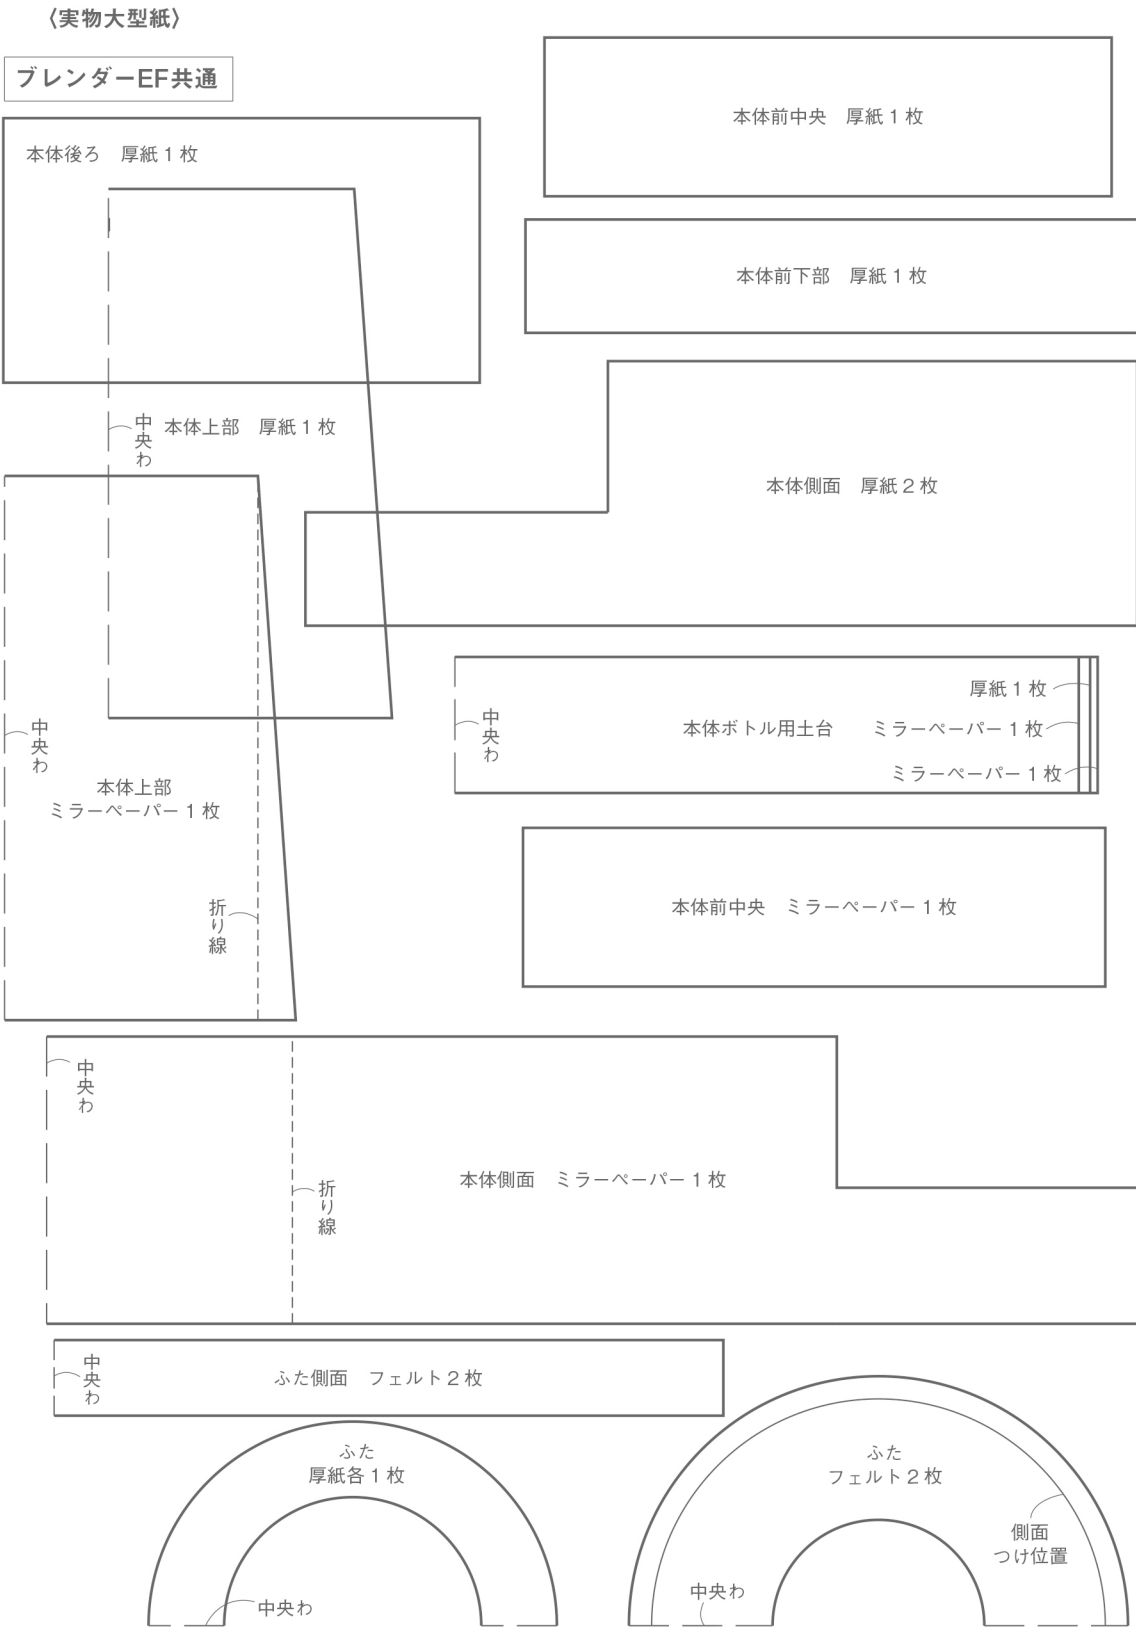 〈実物大型紙〉
ブレンダーEF共通
本体後ろ　厚紙1枚
本体前中央　厚紙1枚
本体前下部　厚紙1枚
中央わ
本体上部　厚紙1枚
本体側面　厚紙2枚
中央わ
本体上部
ミラーペーパー1枚
折り線
中央わ
本体ボトル用土台
厚紙1枚
ミラーペーパー1枚
ミラーペーパー1枚
本体前中央　ミラーペーパー1枚
中央わ
折り線
本体側面　ミラーペーパー1枚
中央わ
ふた側面　フェルト2枚
ふた
厚紙各1枚
中央わ
ふた
フェルト2枚
側面
つけ位置
中央わ